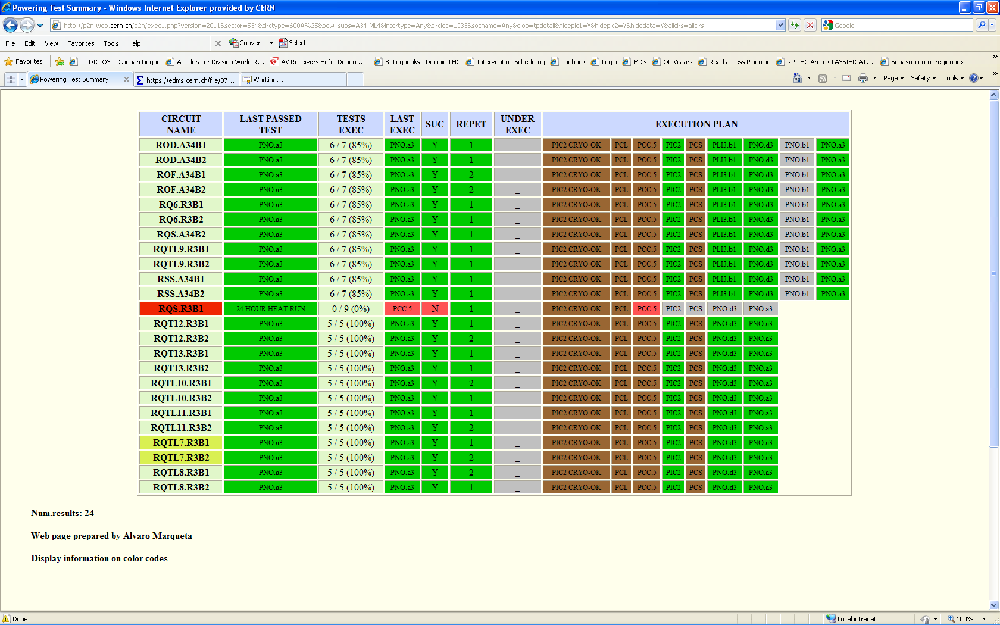 Powering Test Summary - Windows Internet Explorer provided by CERN
http://p2n.web.cern.ch/p2n/exec1.php?version=2011&sector=S34&circtype=600A%25&pow_subs=A34-ML4&intertype=Any&circloc=UJ33&socname=Any&glob=tpdetail&hidepic1=Y&hidepic2=Y&hidedata=Y&allcirs=allcirs Google
File Edit View Favorites Tools Help x Convert Select
Favorites DICIOS - Dizionari Lingue Accelerator Division World R... AV Receivers Hi-fi - Denon ... BI Logbooks - Domain-LHC Intervention Scheduling Logbook Login MD's OP Vistars Read access Planning RP-LHC Area CLASSIFICAT... Sebasol centre régionaux »
Powering Test Summary x https://edms.cern.ch/file/87... Working... Page Safety Tools »
CIRCUIT NAME LAST PASSED TEST TESTS EXEC LAST EXEC SUC REPET UNDER EXEC EXECUTION PLAN
ROD.A34B1 PNO.a3 6 / 7 (85%) PNO.a3 Y 1 _ PIC2 CRYO-OK PCL PCC.5 PIC2 PCS PLI3.b1 PNO.d3 PNO.b1 PNO.a3
ROD.A34B2 PNO.a3 6 / 7 (85%) PNO.a3 Y 1 _ PIC2 CRYO-OK PCL PCC.5 PIC2 PCS PLI3.b1 PNO.d3 PNO.b1 PNO.a3
ROF.A34B1 PNO.a3 6 / 7 (85%) PNO.a3 Y 2 _ PIC2 CRYO-OK PCL PCC.5 PIC2 PCS PLI3.b1 PNO.d3 PNO.b1 PNO.a3
ROF.A34B2 PNO.a3 6 / 7 (85%) PNO.a3 Y 2 _ PIC2 CRYO-OK PCL PCC.5 PIC2 PCS PLI3.b1 PNO.d3 PNO.b1 PNO.a3
RQ6.R3B1 PNO.a3 6 / 7 (85%) PNO.a3 Y 1 _ PIC2 CRYO-OK PCL PCC.5 PIC2 PCS PLI3.b1 PNO.d3 PNO.b1 PNO.a3
RQ6.R3B2 PNO.a3 6 / 7 (85%) PNO.a3 Y 1 _ PIC2 CRYO-OK PCL PCC.5 PIC2 PCS PLI3.b1 PNO.d3 PNO.b1 PNO.a3
RQS.A34B2 PNO.a3 6 / 7 (85%) PNO.a3 Y 1 _ PIC2 CRYO-OK PCL PCC.5 PIC2 PCS PLI3.b1 PNO.d3 PNO.b1 PNO.a3
RQTL9.R3B1 PNO.a3 6 / 7 (85%) PNO.a3 Y 1 _ PIC2 CRYO-OK PCL PCC.5 PIC2 PCS PLI3.b1 PNO.d3 PNO.b1 PNO.a3
RQTL9.R3B2 PNO.a3 6 / 7 (85%) PNO.a3 Y 1 _ PIC2 CRYO-OK PCL PCC.5 PIC2 PCS PLI3.b1 PNO.d3 PNO.b1 PNO.a3
RSS.A34B1 PNO.a3 6 / 7 (85%) PNO.a3 Y 1 _ PIC2 CRYO-OK PCL PCC.5 PIC2 PCS PLI3.b1 PNO.d3 PNO.b1 PNO.a3
RSS.A34B2 PNO.a3 6 / 7 (85%) PNO.a3 Y 1 _ PIC2 CRYO-OK PCL PCC.5 PIC2 PCS PLI3.b1 PNO.d3 PNO.b1 PNO.a3
RQS.R3B1 24 HOUR HEAT RUN 0 / 9 (0%) PCC.5 N 1 _ PIC2 CRYO-OK PCL PCC.5 PIC2 PCS PNO.d3 PNO.a3
RQT12.R3B1 PNO.a3 5 / 5 (100%) PNO.a3 Y 1 _ PIC2 CRYO-OK PCL PCC.5 PIC2 PCS PNO.d3 PNO.a3
RQT12.R3B2 PNO.a3 5 / 5 (100%) PNO.a3 Y 2 _ PIC2 CRYO-OK PCL PCC.5 PIC2 PCS PNO.d3 PNO.a3
RQT13.R3B1 PNO.a3 5 / 5 (100%) PNO.a3 Y 1 _ PIC2 CRYO-OK PCL PCC.5 PIC2 PCS PNO.d3 PNO.a3
RQT13.R3B2 PNO.a3 5 / 5 (100%) PNO.a3 Y 1 _ PIC2 CRYO-OK PCL PCC.5 PIC2 PCS PNO.d3 PNO.a3
RQTL10.R3B1 PNO.a3 5 / 5 (100%) PNO.a3 Y 2 _ PIC2 CRYO-OK PCL PCC.5 PIC2 PCS PNO.d3 PNO.a3
RQTL10.R3B2 PNO.a3 5 / 5 (100%) PNO.a3 Y 1 _ PIC2 CRYO-OK PCL PCC.5 PIC2 PCS PNO.d3 PNO.a3
RQTL11.R3B1 PNO.a3 5 / 5 (100%) PNO.a3 Y 1 _ PIC2 CRYO-OK PCL PCC.5 PIC2 PCS PNO.d3 PNO.a3
RQTL11.R3B2 PNO.a3 5 / 5 (100%) PNO.a3 Y 2 _ PIC2 CRYO-OK PCL PCC.5 PIC2 PCS PNO.d3 PNO.a3
RQTL7.R3B1 PNO.a3 5 / 5 (100%) PNO.a3 Y 1 _ PIC2 CRYO-OK PCL PCC.5 PIC2 PCS PNO.d3 PNO.a3
RQTL7.R3B2 PNO.a3 5 / 5 (100%) PNO.a3 Y 2 _ PIC2 CRYO-OK PCL PCC.5 PIC2 PCS PNO.d3 PNO.a3
RQTL8.R3B1 PNO.a3 5 / 5 (100%) PNO.a3 Y 2 _ PIC2 CRYO-OK PCL PCC.5 PIC2 PCS PNO.d3 PNO.a3
RQTL8.R3B2 PNO.a3 5 / 5 (100%) PNO.a3 Y 1 _ PIC2 CRYO-OK PCL PCC.5 PIC2 PCS PNO.d3 PNO.a3
Num.results: 24
Web page prepared by Alvaro Marqueta
Display information on color codes
Done Local intranet 100%